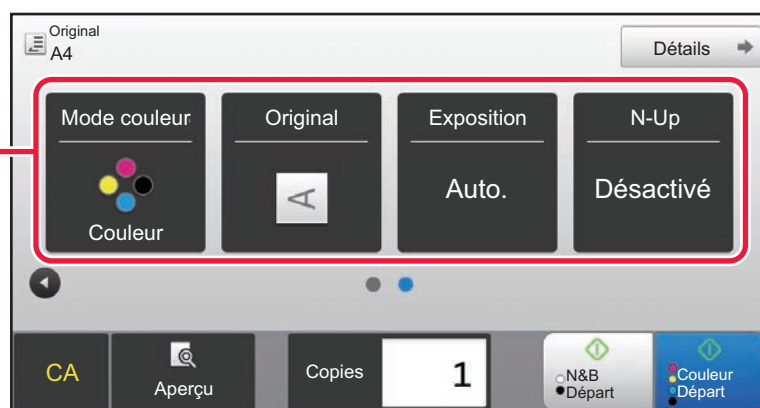 Original
A4
Détails
Mode couleur
Couleur
Original
A
Exposition
Auto.
N-Up
Désactivé
CA
Aperçu
Copies
1
N&B
Départ
Couleur
Départ